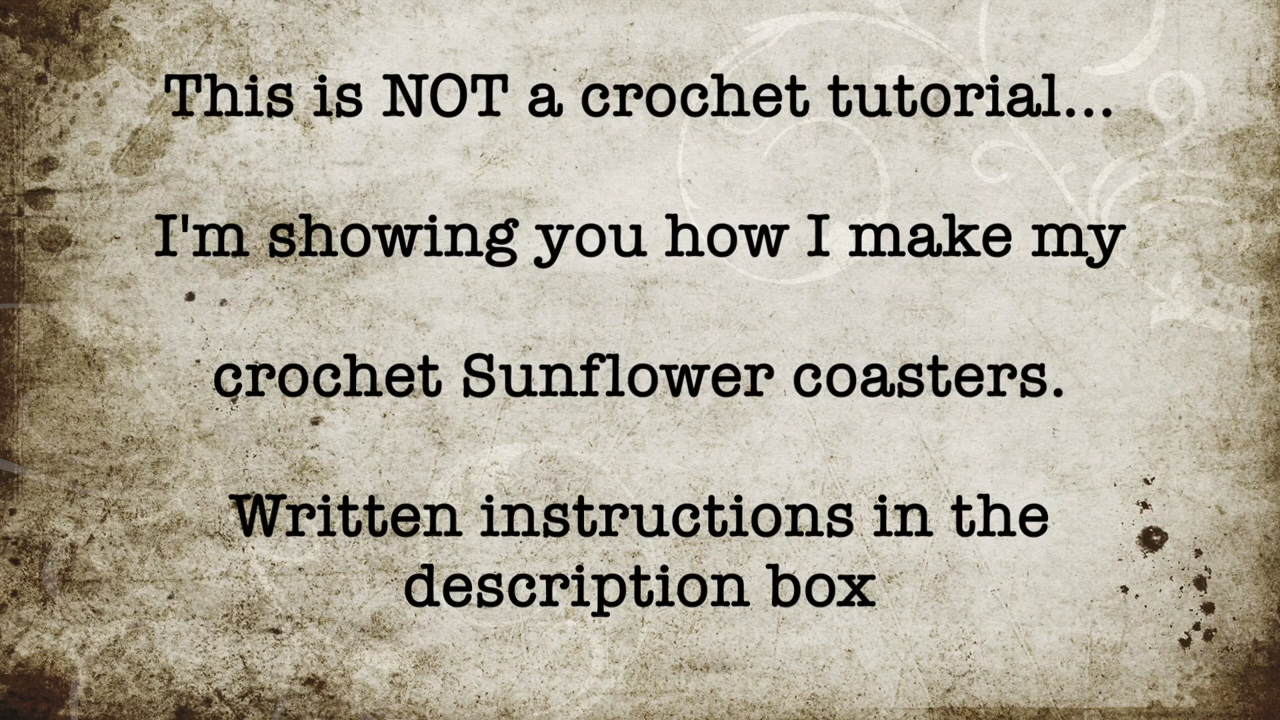 This is NOT a crochet tutorial...
I'm showing you how I make my
crochet Sunflower coasters.
Written instructions in the
description box